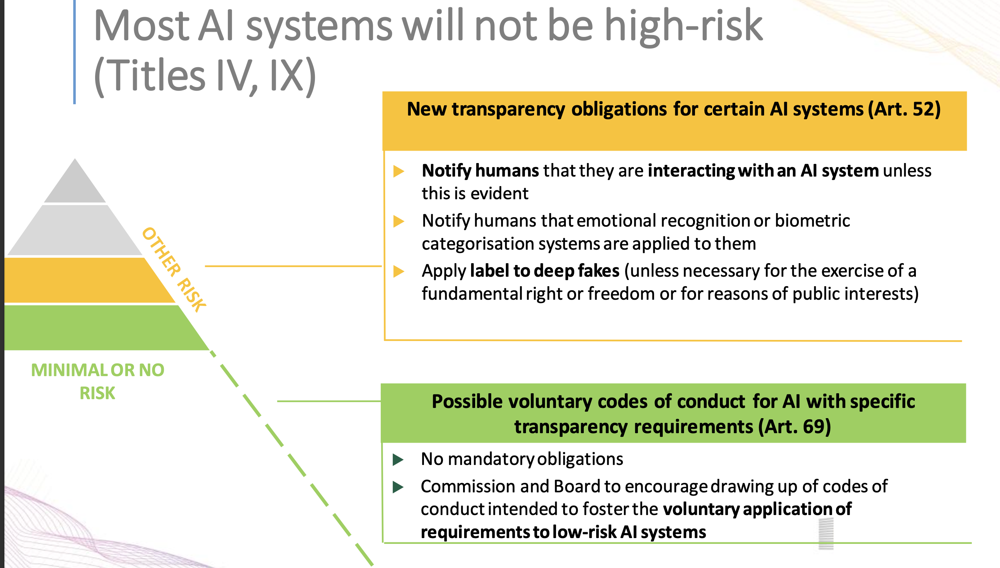 Most AI systems will not be high-risk
(Titles IV, IX)
New transparency obligations for certain AI systems (Art. 52)
Notify humans that they are interacting with an AI system unless
this is evident
Notify humans that emotional recognition or biometric
categorisation systems are applied to them
Apply label to deep fakes (unless necessary for the exercise of a
fundamental right or freedom or for reasons of public interests)
OTHER RISK
MINIMAL OR NO
RISK
Possible voluntary codes of conduct for AI with specific
transparency requirements (Art. 69)
No mandatory obligations
Commission and Board to encourage drawing up of codes of
conduct intended to foster the voluntary application of
requirements to low-risk AI systems